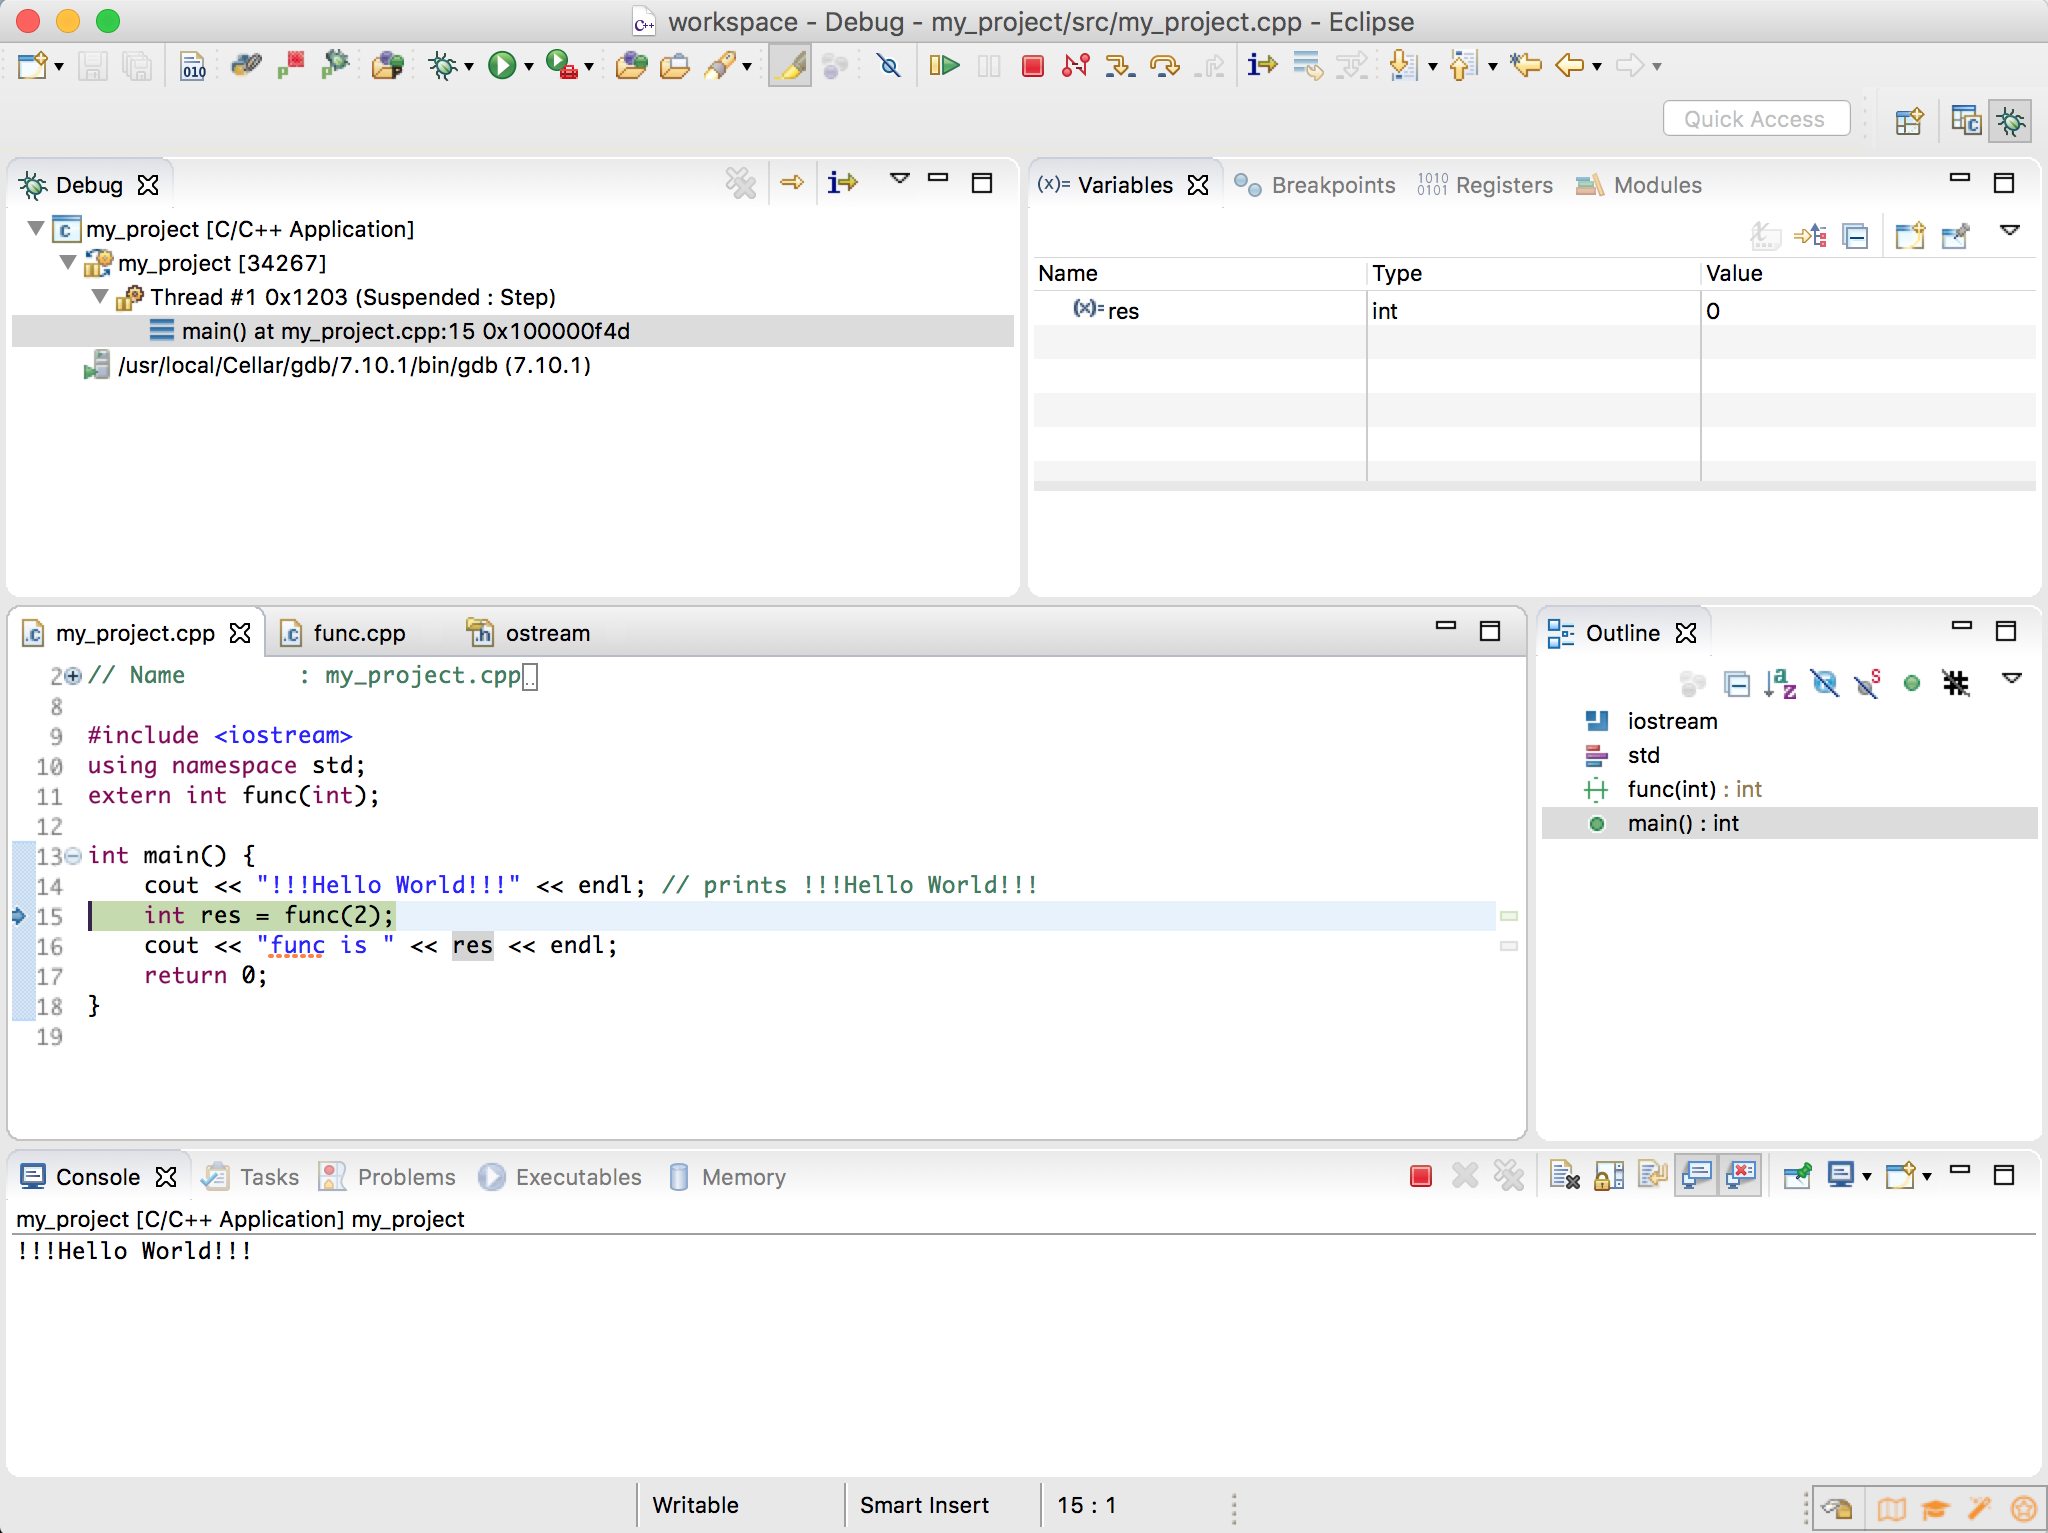 workspace - Debug - my_project/src/my_project.cpp - Eclipse
Quick Access
Debug
my_project [C/C++ Application]
my_project [34267]
Thread #1 0x1203 (Suspended : Step)
main() at my_project.cpp:15 0x100000f4d
/usr/local/Cellar/gdb/7.10.1/bin/gdb (7.10.1)
(x)= Variables Breakpoints Registers Modules
Name Type Value
(x)= res int 0
my_project.cpp func.cpp ostream
2 // Name : my_project.cpp
8
9 #include <iostream>
10 using namespace std;
11 extern int func(int);
12
13 int main() {
14 cout << "!!!Hello World!!!" << endl; // prints !!!Hello World!!!
15 int res = func(2);
16 cout << "func is " << res << endl;
17 return 0;
18 }
19
Outline
iostream
std
func(int) : int
main() : int
Console Tasks Problems Executables Memory
my_project [C/C++ Application] my_project
!!!Hello World!!!
Writable Smart Insert 15 : 1